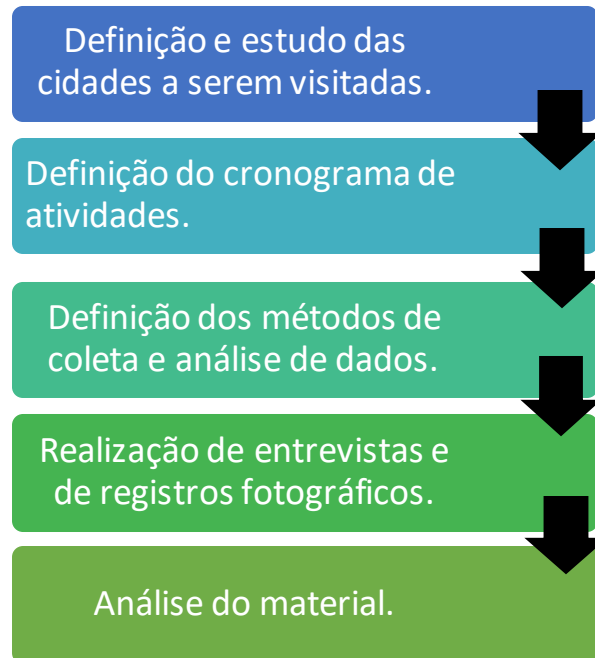 Definição e estudo das
cidades a serem visitadas.
Definição do cronograma de
atividades.
Definição dos métodos de
coleta e análise de dados.
Realização de entrevistas e
de registros fotográficos.
Análise do material.